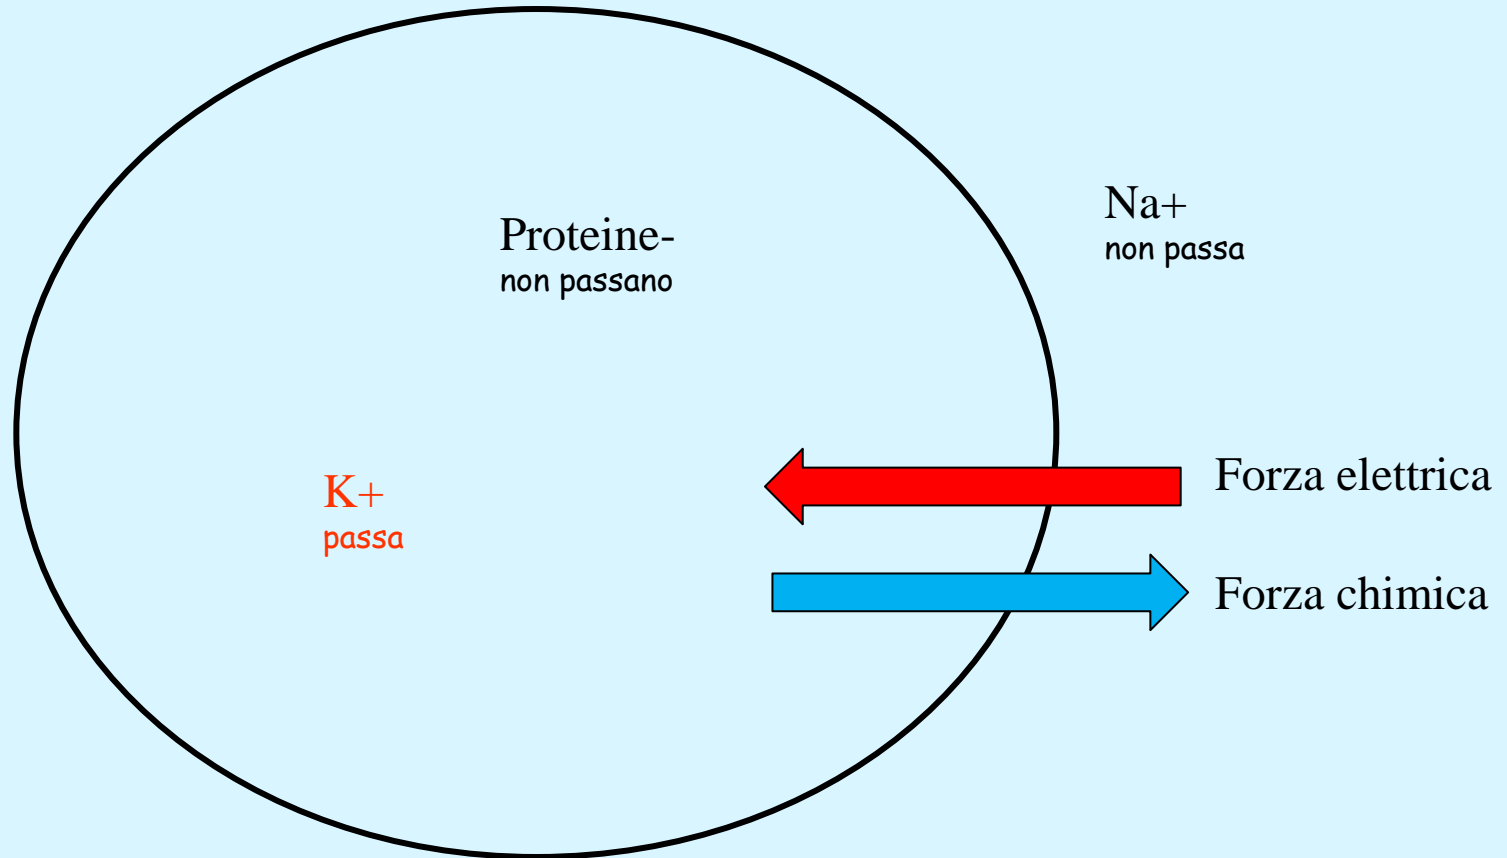 Na+
non passa
Proteine-
non passano
K+
passa
Forza elettrica
Forza chimica